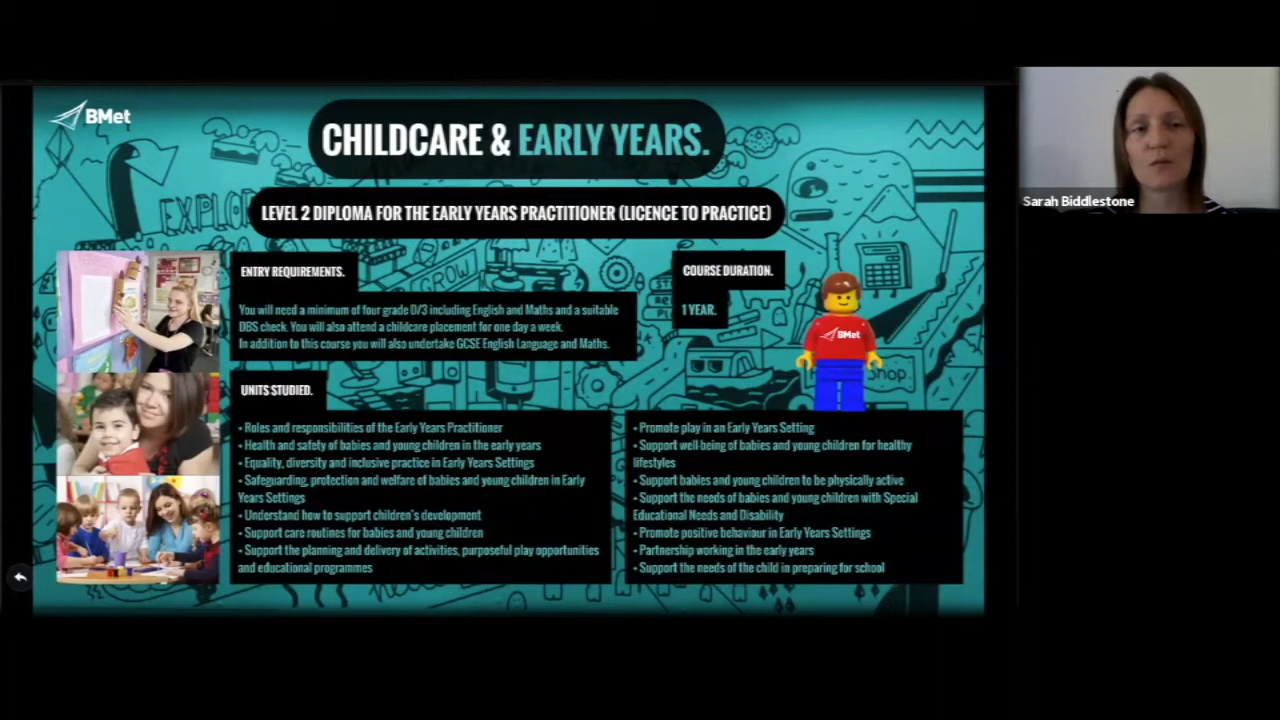 BMet
CHILDCARE & EARLY YEARS.
LEVEL 2 DIPLOMA FOR THE EARLY YEARS PRACTITIONER (LICENCE TO PRACTICE)
Sarah Biddlestone
EXPLO
GROW
ENTRY REQUIREMENTS.
You will need a minimum of four grade D/3 including English and Maths and a suitable
DBS check. You will also attend a childcare placement for one day a week.
In addition to this course you will also undertake GCSE English Language and Maths.
COURSE DURATION.
1 YEAR.
BMet
Shop.
UNITS STUDIED.
• Roles and responsibilities of the Early Years Practitioner
• Health and safety of babies and young children in the early years
• Equality, diversity and inclusive practice in Early Years Settings
• Safeguarding, protection and welfare of babies and young children in Early
Years Settings
• Understand how to support children's development
• Support care routines for babies and young children
• Support the planning and delivery of activities, purposeful play opportunities
and educational programmes
• Promote play in an Early Years Setting
• Support well-being of babies and young children for healthy
lifestyles
• Support babies and young children to be physically active
• Support the needs of babies and young children with Special
Educational Needs and Disability
• Promote positive behaviour in Early Years Settings
• Partnership working in the early years
• Support the needs of the child in preparing for school